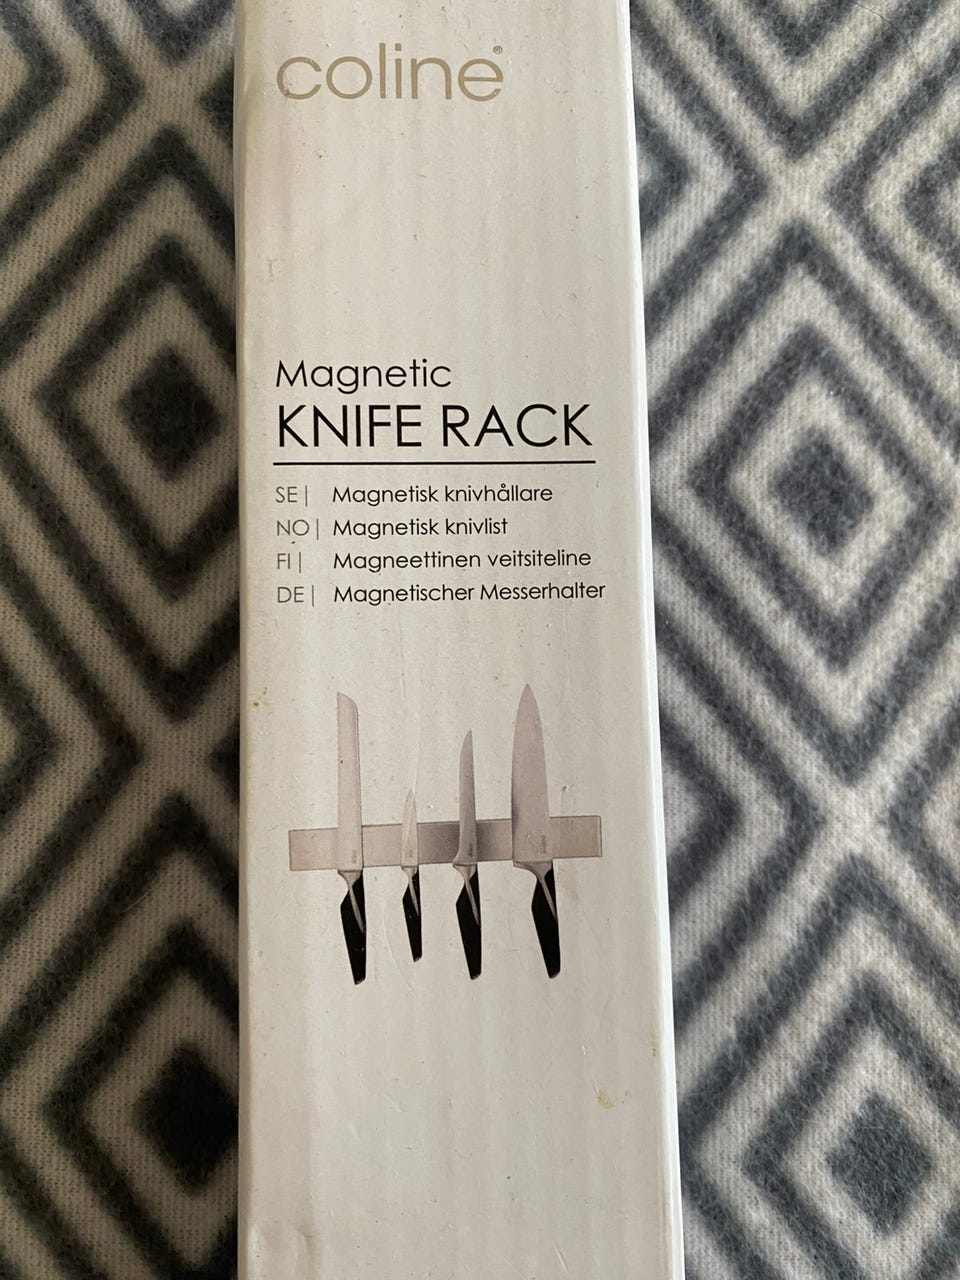 coline®
Magnetic
KNIFE RACK
SE| Magnetisk knivhållare
NO| Magnetisk knivlist
FI| Magneettinen veitsiteline
DE| Magnetischer Messerhalter